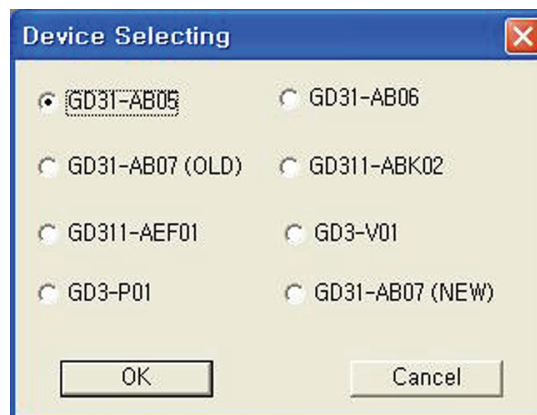 Device Selecting
GD31-AB05 GD31-AB06
GD31-AB07 (OLD) GD311-ABK02
GD311-AEF01 GD3-V01
GD3-P01 GD31-AB07 (NEW)
OK Cancel